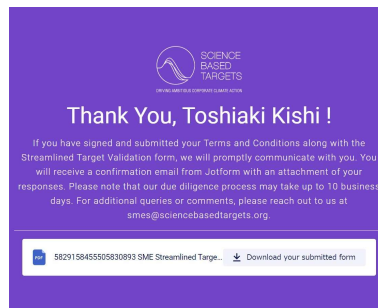 SCIENCE
BASED
TARGETS
DRIVING AMBITIOUS CORPORATE CLIMATE ACTION
Thank You, Toshiaki Kishi !
If you have signed and submitted your Terms and Conditions along with the
Streamlined Target Validation form, we will promptly communicate with you. You
will receive a confirmation email from Jotform with an attachment of your
responses. Please note that our due diligence process may take up to 10 business
days. For additional queries or comments, please reach out to us at
smes@sciencebasedtargets.org.
PDF 5829158455505830893 SME Streamlined Targe... Download your submitted form